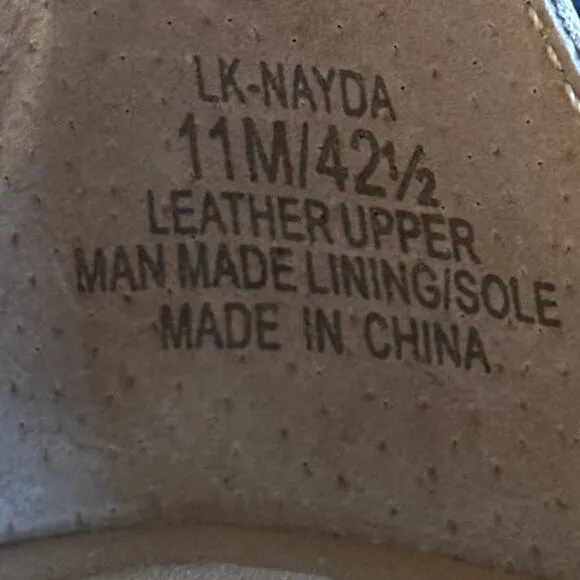 LK-NAYDA
11M/42½
LEATHER UPPER
MAN MADE LINING/SOLE
MADE IN CHINA